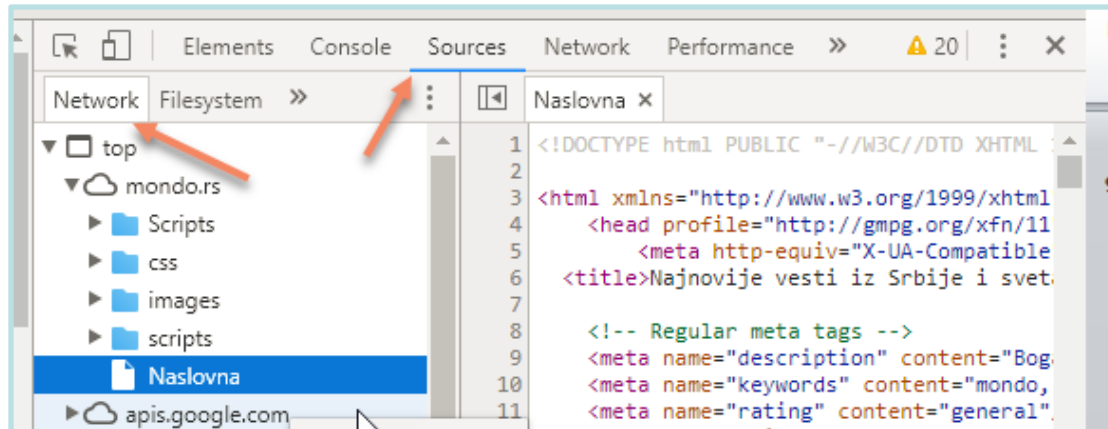 Elements Console Sources Network Performance » 20
Network Filesystem »
Naslovna ×
top
mondo.rs
Scripts
css
images
scripts
Naslovna
apis.google.com
1 <!DOCTYPE html PUBLIC "-//W3C//DTD XHTML
2
3 <html xmlns="http://www.w3.org/1999/xhtml
4 <head profile="http://gmpg.org/xfn/11
5 <meta http-equiv="X-UA-Compatible
6 <title>Najnovije vesti iz Srbije i sveta
7
8 <!-- Regular meta tags -->
9 <meta name="description" content="Bog
10 <meta name="keywords" content="mondo,
11 <meta name="rating" content="general"